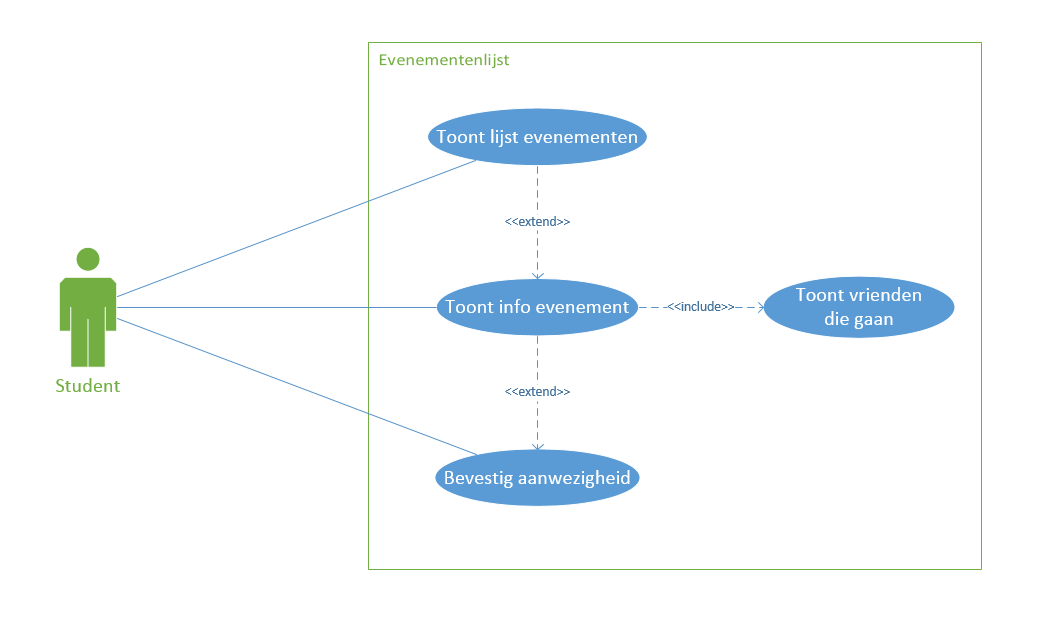 Evenementenlijst
Toont lijst evenementen
<<extend>>
Toont info evenement
<<include>>
Toont vrienden
die gaan
Student
<<extend>>
Bevestig aanwezigheid